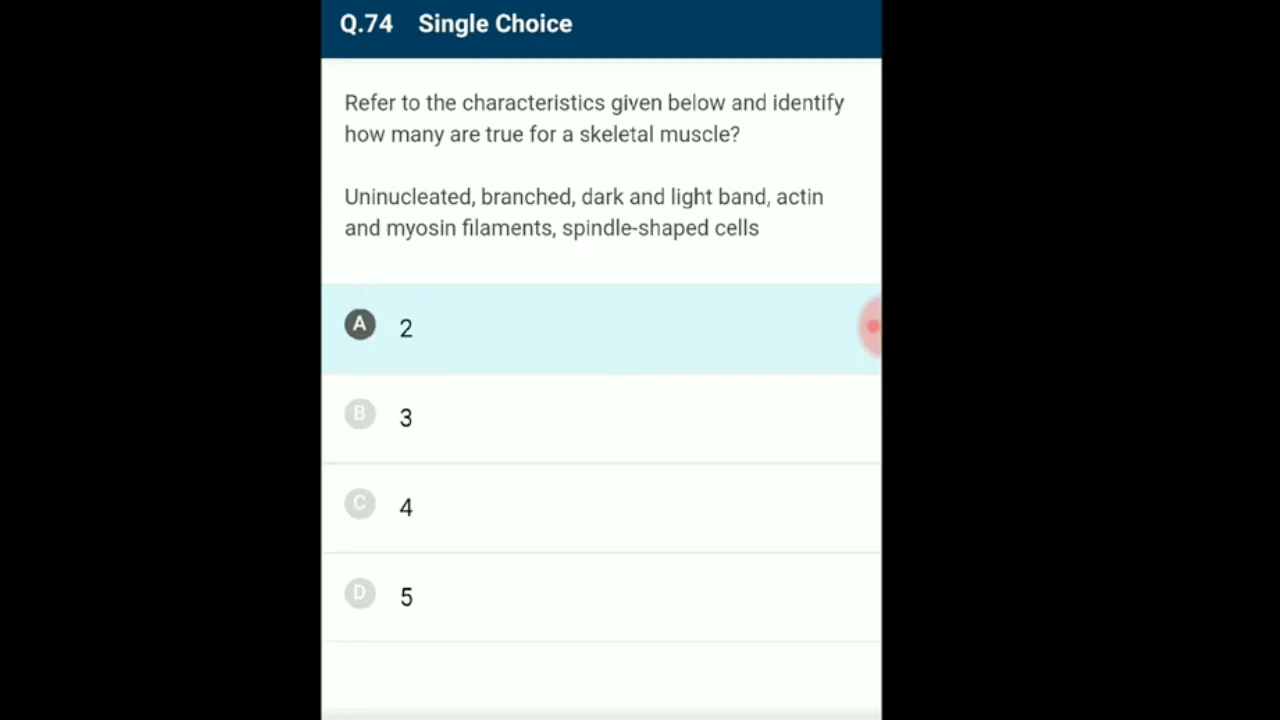 Q.74 Single Choice
Refer to the characteristics given below and identify
how many are true for a skeletal muscle?
Uninucleated, branched, dark and light band, actin
and myosin filaments, spindle-shaped cells
A 2
B 3
C 4
D 5